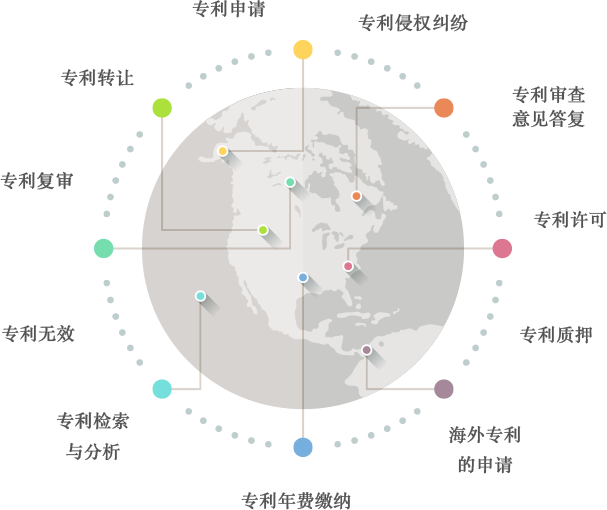 专利申请
专利侵权纠纷
专利转让
专利审查
意见答复
专利复审
专利许可
专利无效
专利质押
专利检索
与分析
海外专利
的申请
专利年费缴纳